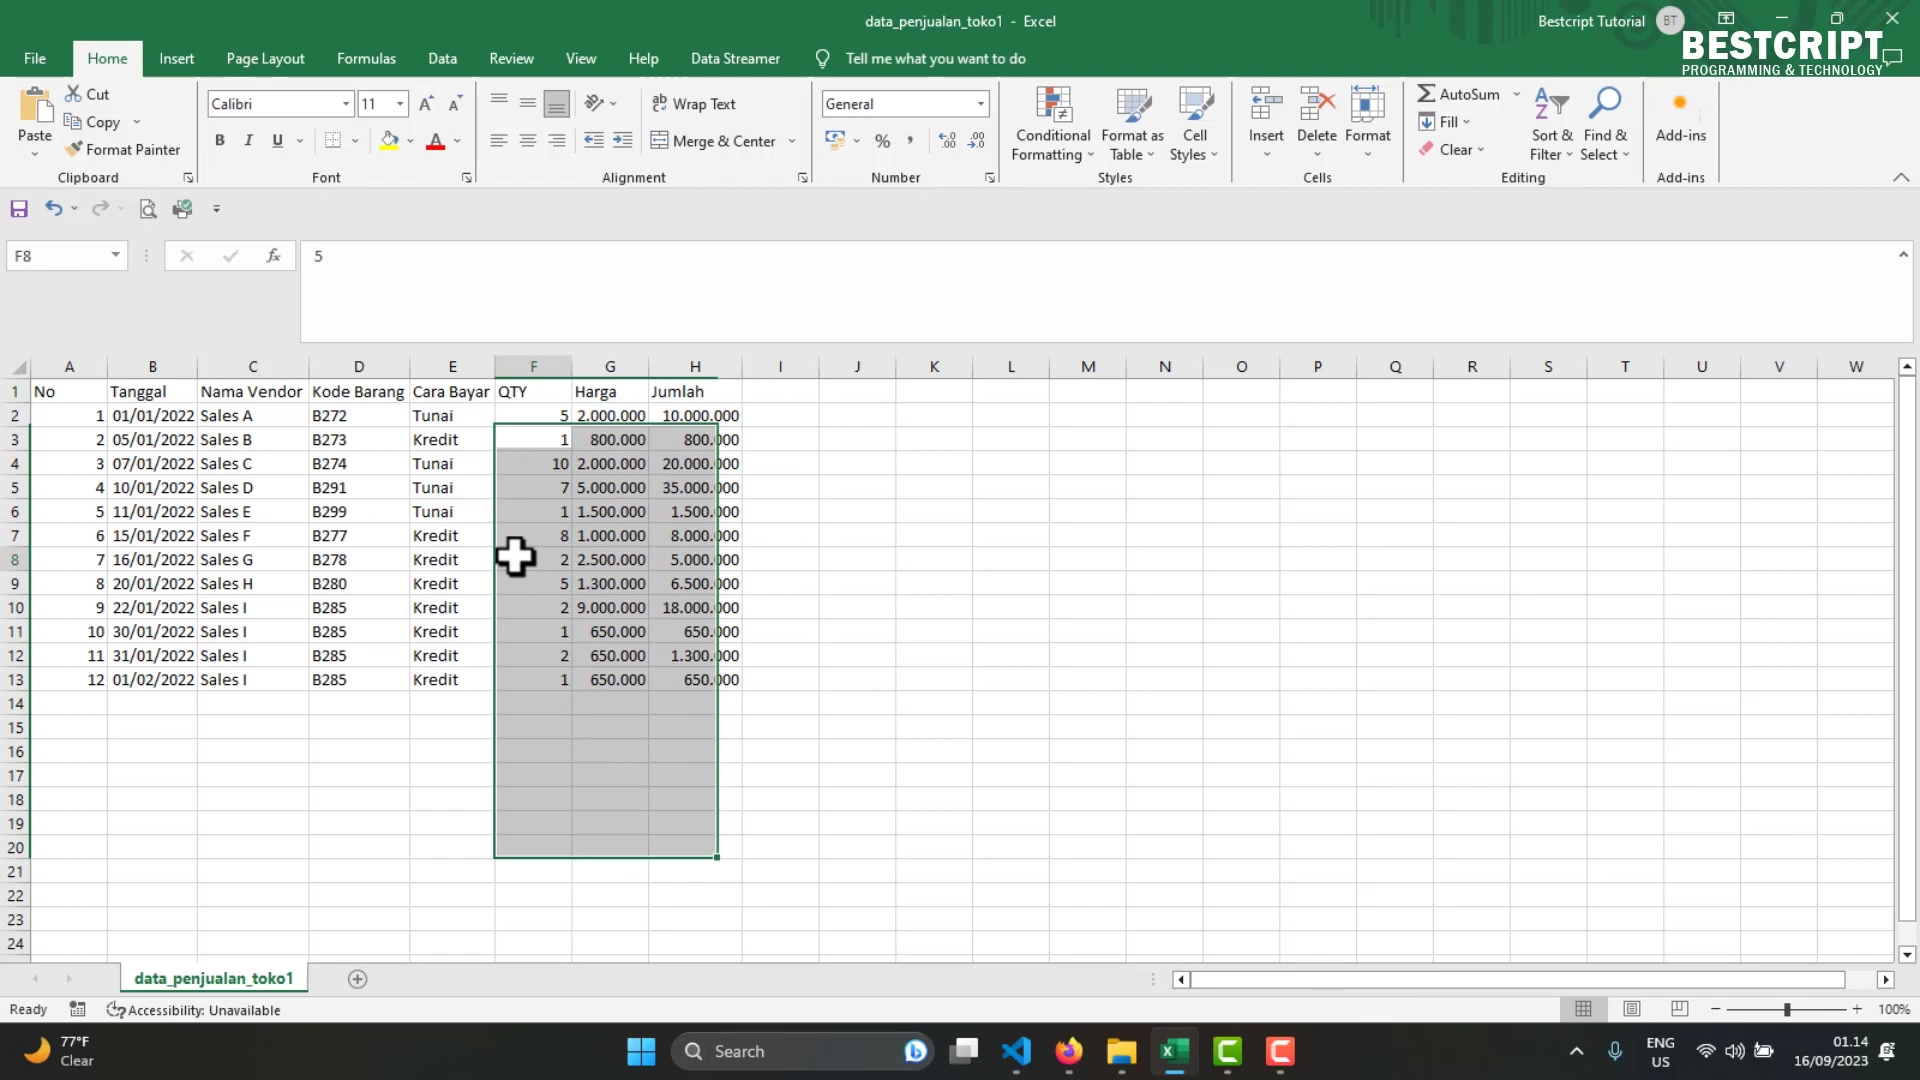 data_penjualan_toko1 - Excel
Bestcript Tutorial BT
BESTCRIPT
PROGRAMMING & TECHNOLOGY
File Home Insert Page Layout Formulas Data Review View Help Data Streamer Tell me what you want to do
Paste Cut Copy Format Painter
Clipboard
Calibri 11
B I U A
Font
Wrap Text
Merge & Center
Alignment
General
%
Number
Conditional Formatting
Format as Table
Cell Styles
Styles
Insert Delete Format
Cells
AutoSum
Fill
Clear
Sort & Filter
Find & Select
Editing
Add-ins
Add-ins
F8 fx 5
A B C D E F G H I J K L M N O P Q R S T U V W
1 No Tanggal Nama Vendor Kode Barang Cara Bayar QTY Harga Jumlah
2 1 01/01/2022 Sales A B272 Tunai 5 2.000.000 10.000.000
3 2 05/01/2022 Sales B B273 Kredit 1 800.000 800.000
4 3 07/01/2022 Sales C B274 Tunai 10 2.000.000 20.000.000
5 4 10/01/2022 Sales D B291 Tunai 7 5.000.000 35.000.000
6 5 11/01/2022 Sales E B299 Tunai 1 1.500.000 1.500.000
7 6 15/01/2022 Sales F B277 Kredit 8 1.000.000 8.000.000
8 7 16/01/2022 Sales G B278 Kredit 2 2.500.000 5.000.000
9 8 20/01/2022 Sales H B280 Kredit 5 1.300.000 6.500.000
10 9 22/01/2022 Sales I B285 Kredit 2 9.000.000 18.000.000
11 10 30/01/2022 Sales I B285 Kredit 1 650.000 650.000
12 11 31/01/2022 Sales I B285 Kredit 2 650.000 1.300.000
13 12 01/02/2022 Sales I B285 Kredit 1 650.000 650.000
14
15
16
17
18
19
20
21
22
23
24
data_penjualan_toko1
Ready Accessibility: Unavailable 100%
77°F
Clear
Search
ENG
US
01.14
16/09/2023